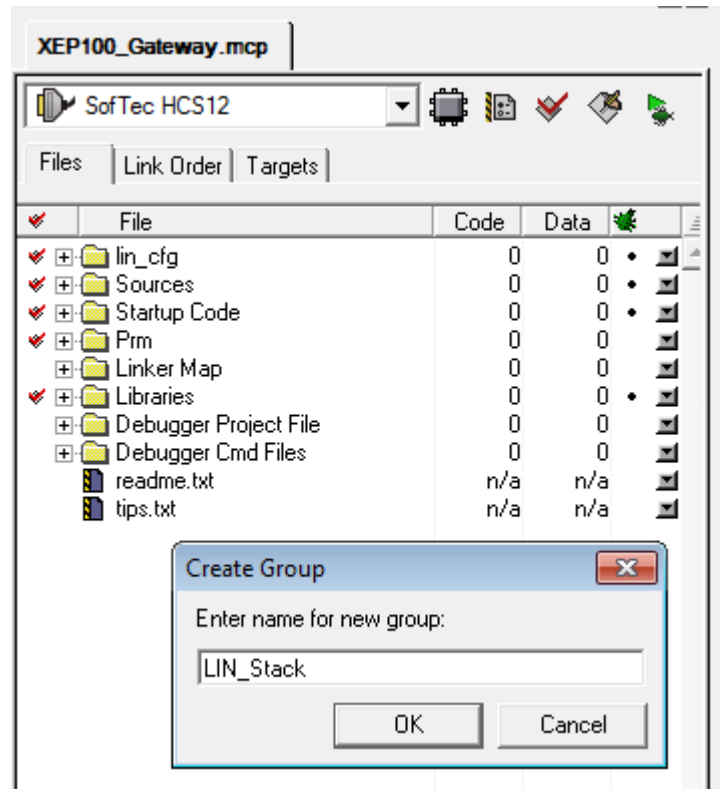 XEP100_Gateway.mcp
SofTec HCS12
Files Link Order Targets
File Code Data
lin_cfg 0 0
Sources 0 0
Startup Code 0 0
Prm 0 0
Linker Map 0 0
Libraries 0 0
Debugger Project File 0 0
Debugger Cmd Files 0 0
readme.txt n/a n/a
tips.txt n/a n/a
Create Group
Enter name for new group:
LIN_Stack
OK Cancel